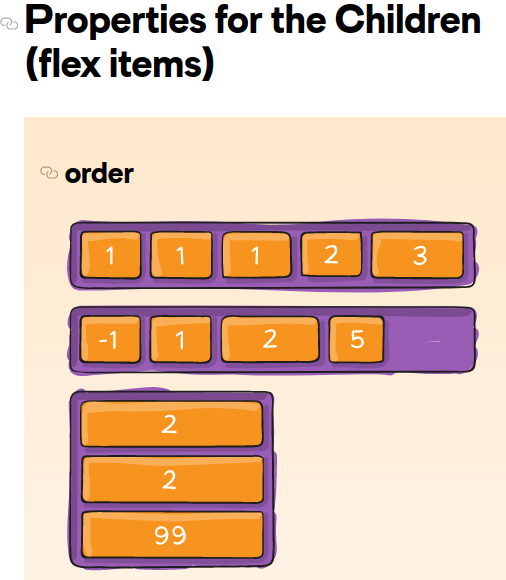 Properties for the Children
(flex items)
order
1 1 1 2 3
-1 1 2 5
2
2
99